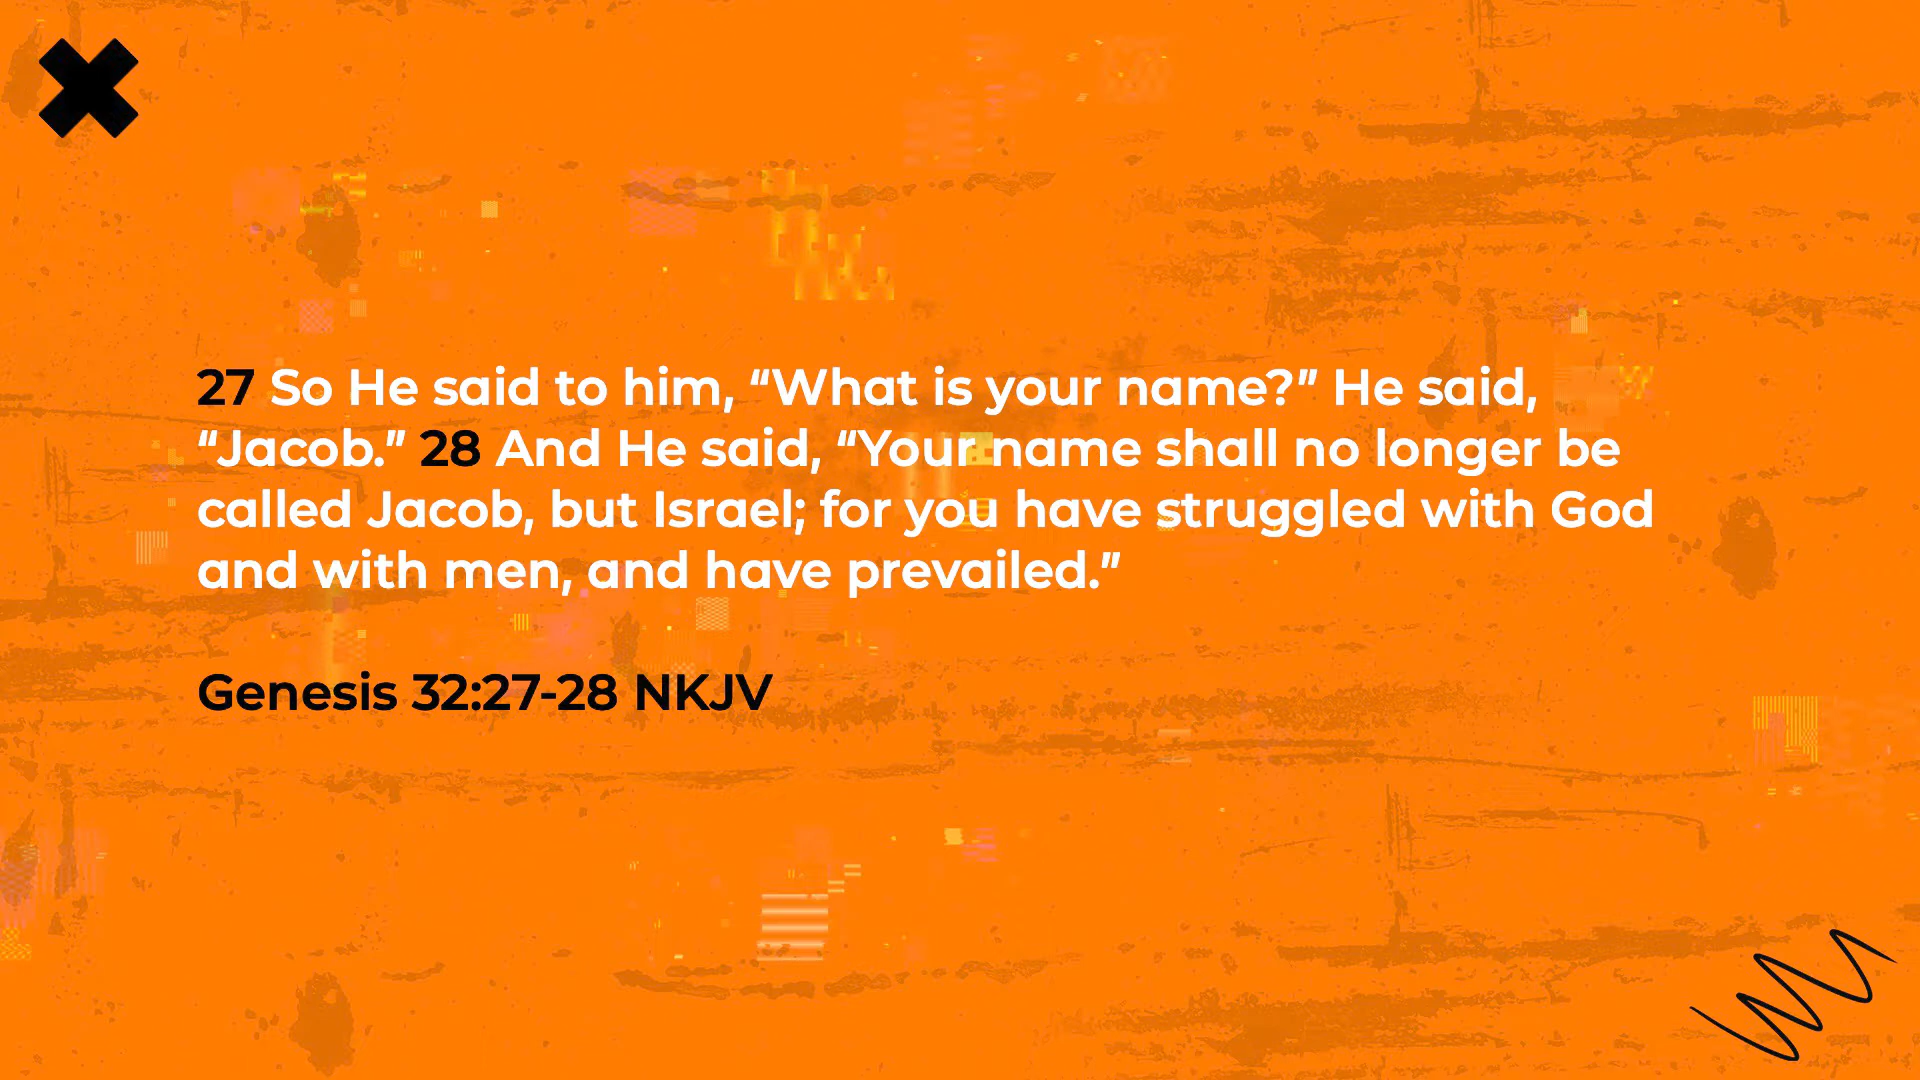 27 So He said to him, “What is your name?” He said,
“Jacob.” 28 And He said, “Your name shall no longer be
called Jacob, but Israel; for you have struggled with God
and with men, and have prevailed.”
Genesis 32:27-28 NKJV